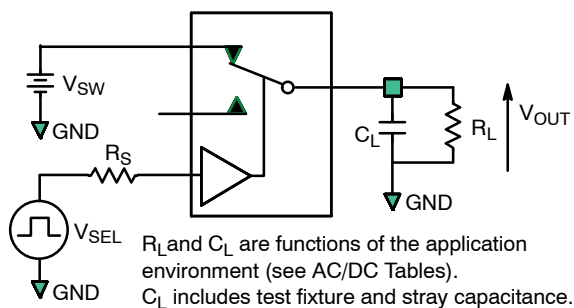 V_SW
GND
R_S
V_SEL
GND
C_L
R_L
V_OUT
GND
R_L and C_L are functions of the application
environment (see AC/DC Tables).
C_L includes test fixture and stray capacitance.